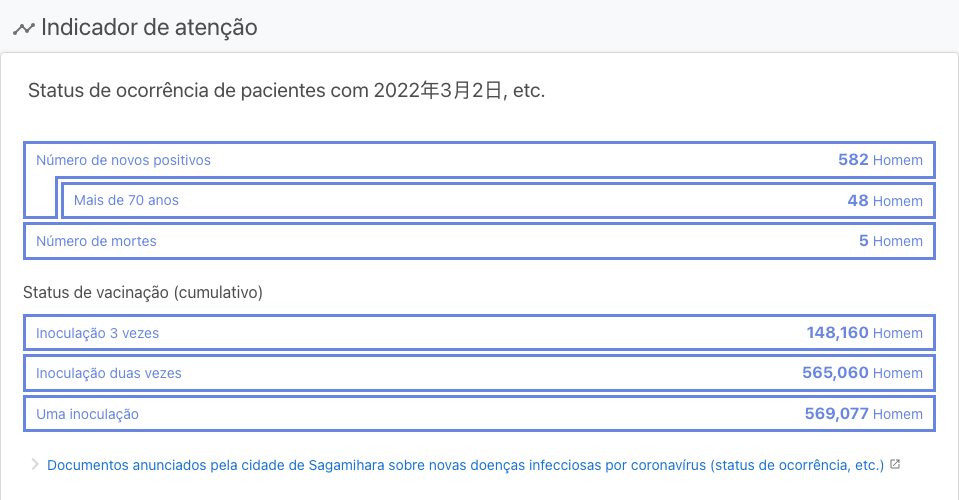 Indicador de atenção
Status de ocorrência de pacientes com 2022年3月2日, etc.
Número de novos positivos 582 Homem
Mais de 70 anos 48 Homem
Número de mortes 5 Homem
Status de vacinação (cumulativo)
Inoculação 3 vezes 148,160 Homem
Inoculação duas vezes 565,060 Homem
Uma inoculação 569,077 Homem
Documentos anunciados pela cidade de Sagamihara sobre novas doenças infecciosas por coronavírus (status de ocorrência, etc.)